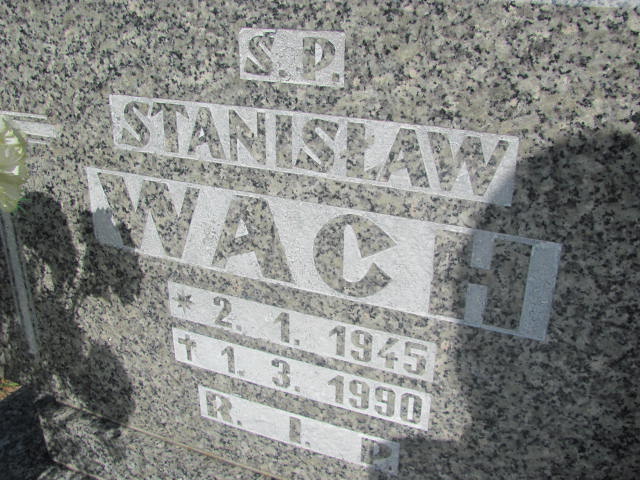 Ś.P.
STANISŁAW
WACH
* 2. 1. 1945
† 1. 3. 1990
R. I. P.